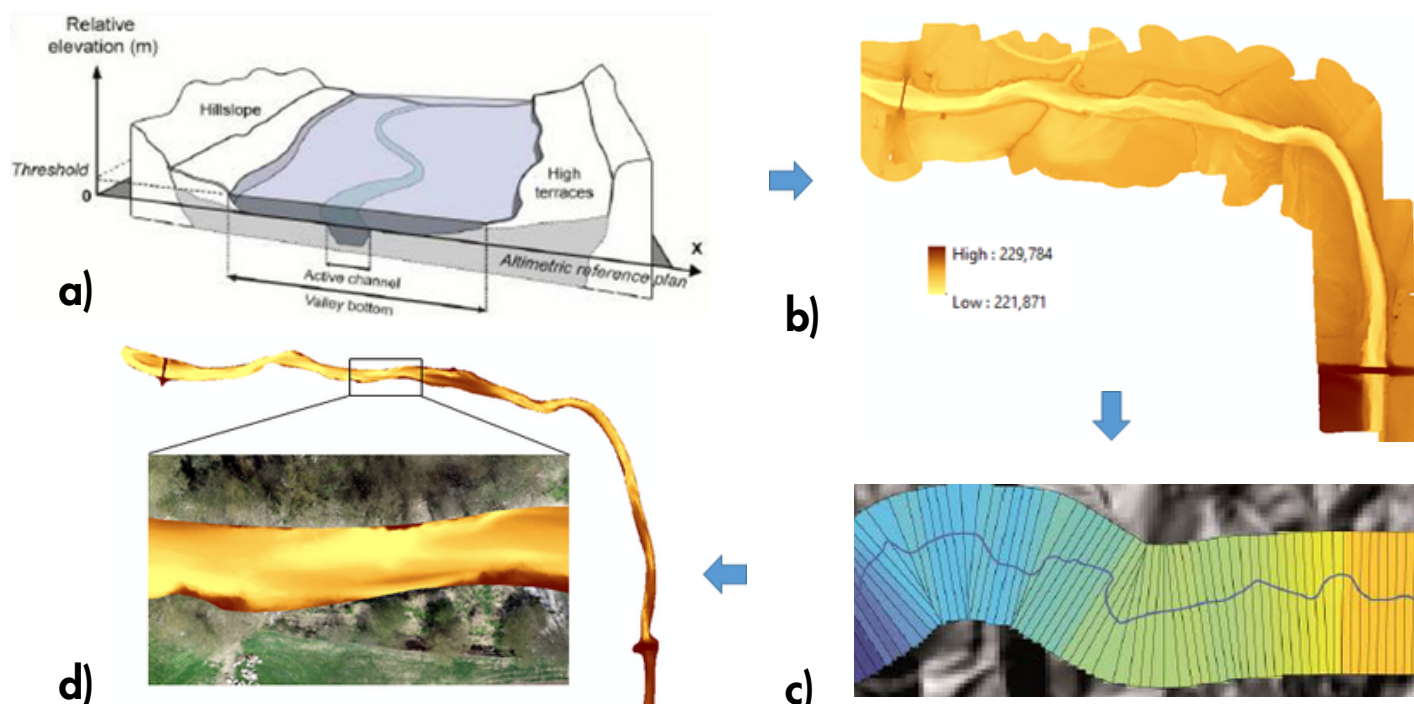 Relative
elevation (m)
Hillslope
Threshold
0
High
terraces
X
Altimetric reference plan
Active channel
Valley bottom
a)
High : 229,784
Low : 221,871
b)
d)
c)